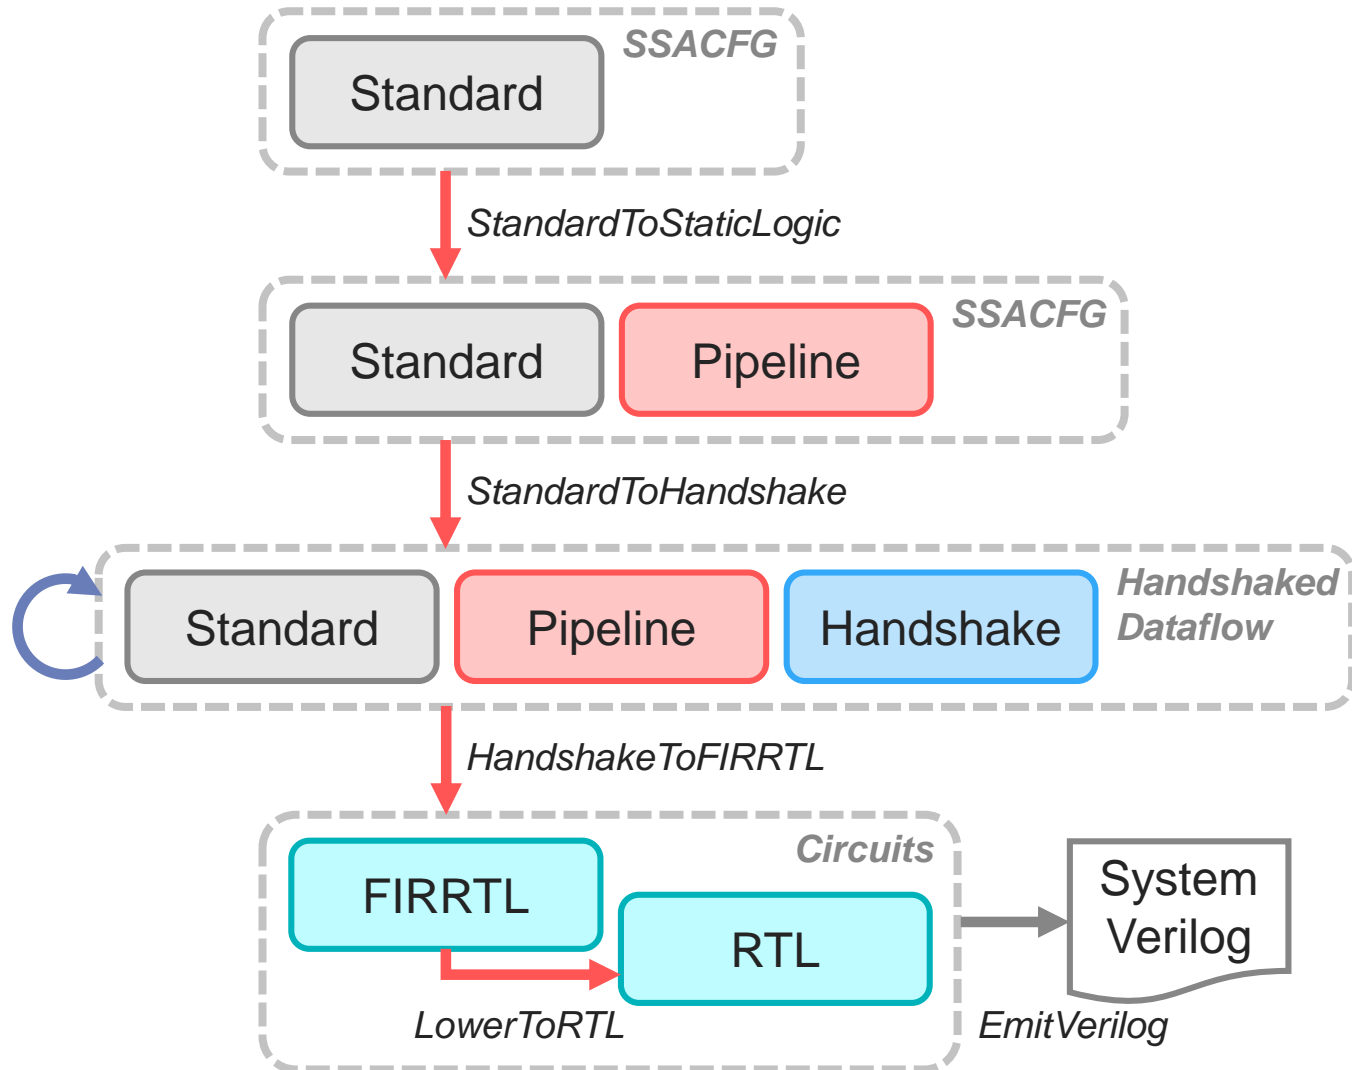 SSACFG
Standard
StandardToStaticLogic
SSACFG
Standard
Pipeline
StandardToHandshake
Handshaked
Dataflow
Standard
Pipeline
Handshake
HandshakeToFIRRTL
Circuits
FIRRTL
RTL
LowerToRTL
System
Verilog
EmitVerilog